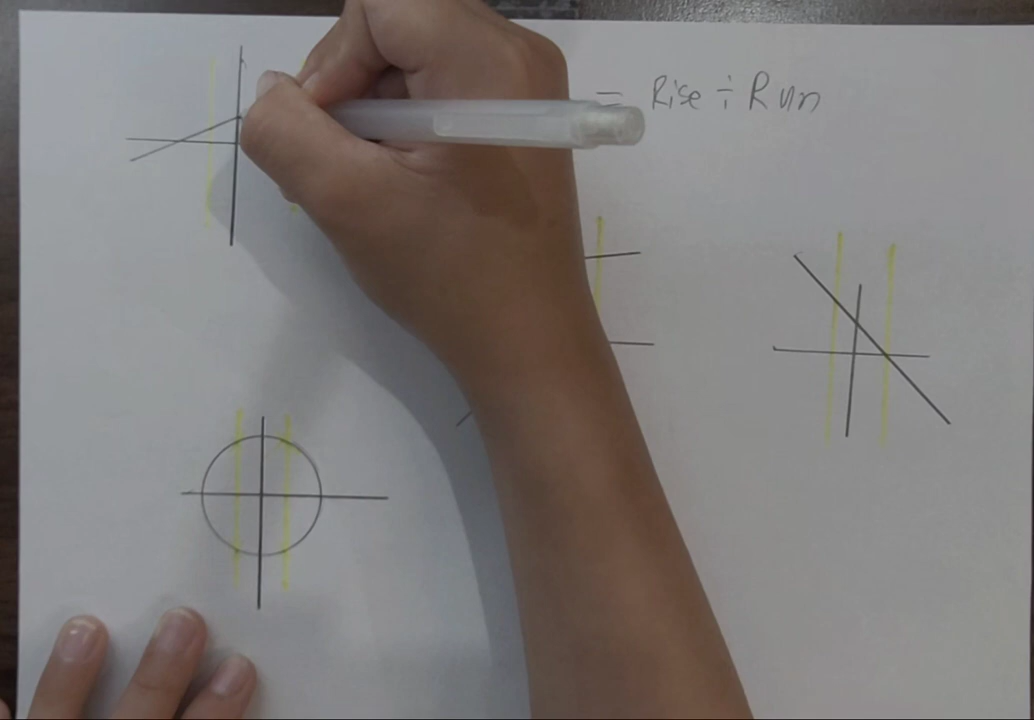 = Rise ÷ Run